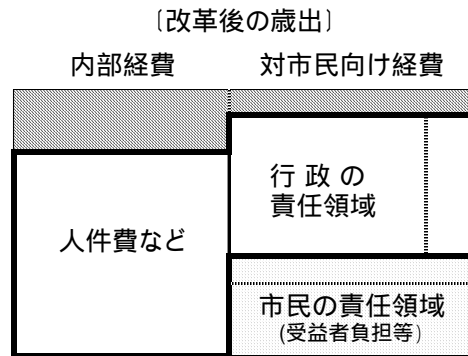 〔改革後の歳出〕
内部経費
対市民向け経費
行政の
責任領域
人件費など
市民の責任領域
(受益者負担等)